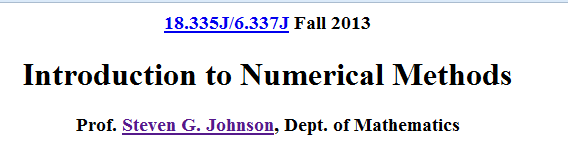 18.335J/6.337J Fall 2013
Introduction to Numerical Methods
Prof. Steven G. Johnson, Dept. of Mathematics